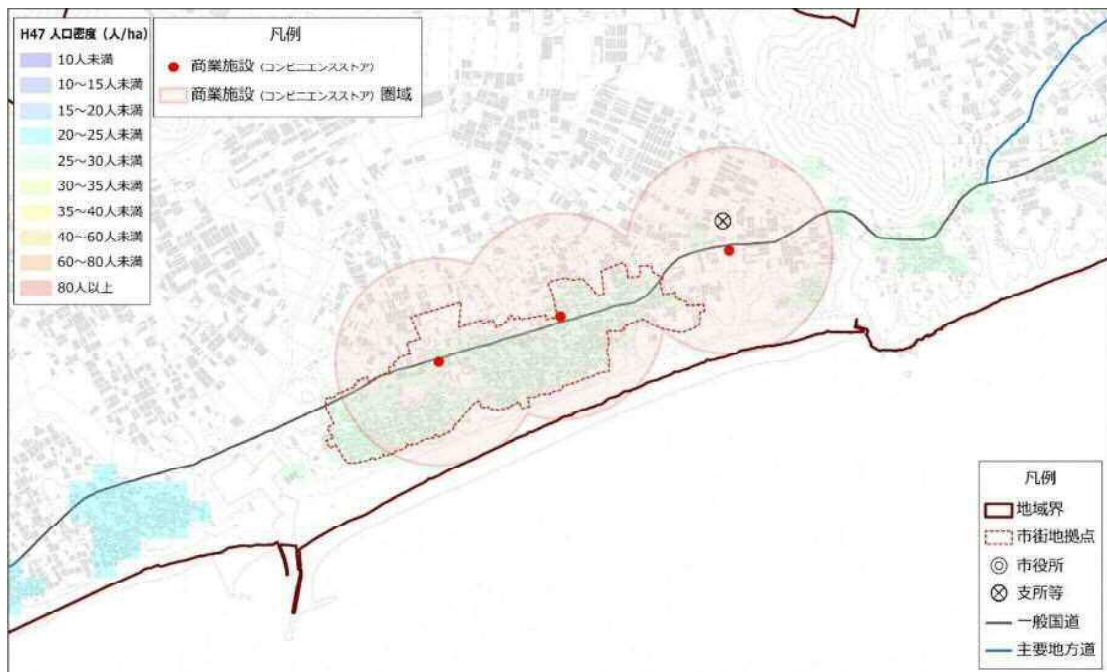 H47 人口密度（人/ha）
10人未満
10～15人未満
15～20人未満
20～25人未満
25～30人未満
30～35人未満
35～40人未満
40～60人未満
60～80人未満
80人以上
凡例
商業施設（コンビニエンスストア）
商業施設（コンビニエンスストア）圏域
凡例
地域界
市街地拠点
市役所
支所等
一般国道
主要地方道